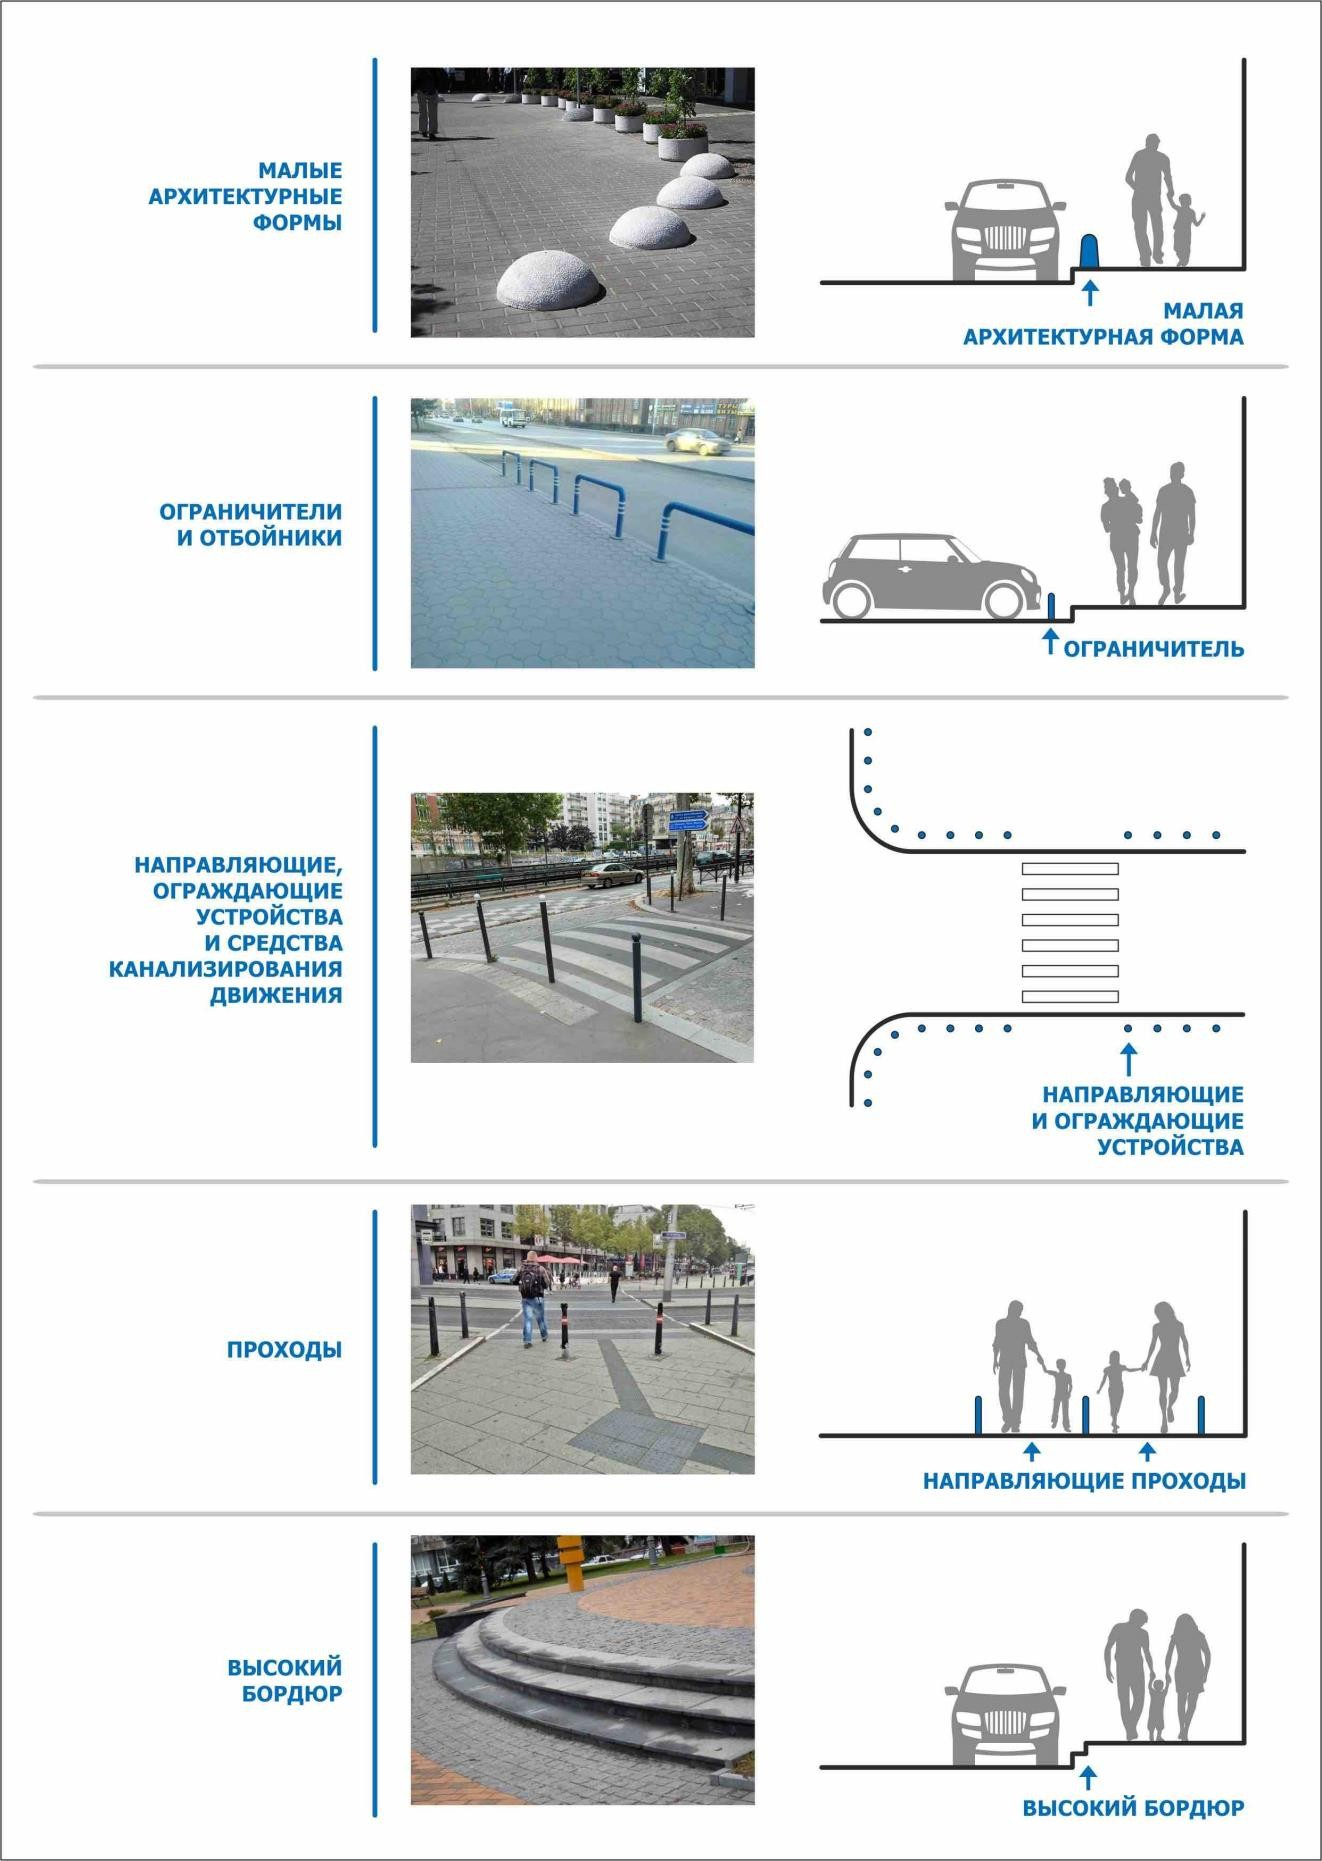 МАЛЫЕ
АРХИТЕКТУРНЫЕ
ФОРМЫ
МАЛАЯ
АРХИТЕКТУРНАЯ ФОРМА
ОГРАНИЧИТЕЛИ
И ОТБОЙНИКИ
ОГРАНИЧИТЕЛЬ
НАПРАВЛЯЮЩИЕ,
ОГРАЖДАЮЩИЕ
УСТРОЙСТВА
И СРЕДСТВА
КАНАЛИЗИРОВАНИЯ
ДВИЖЕНИЯ
НАПРАВЛЯЮЩИЕ
И ОГРАЖДАЮЩИЕ
УСТРОЙСТВА
ПРОХОДЫ
НАПРАВЛЯЮЩИЕ ПРОХОДЫ
ВЫСОКИЙ
БОРДЮР
ВЫСОКИЙ БОРДЮР